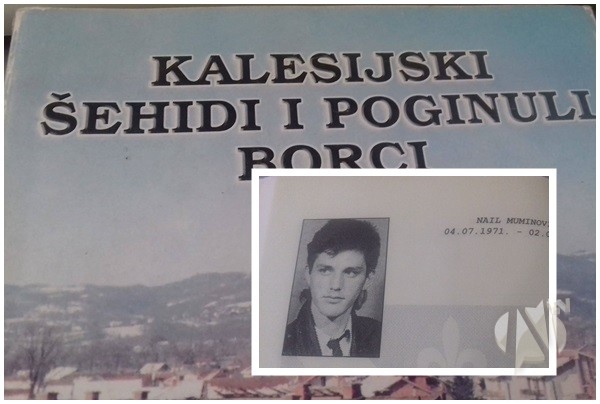 KALESIJSKI
ŠEHIDI I POGINULI
BORCI
NAIL MUMINOV
04.07.1971. - 02.0